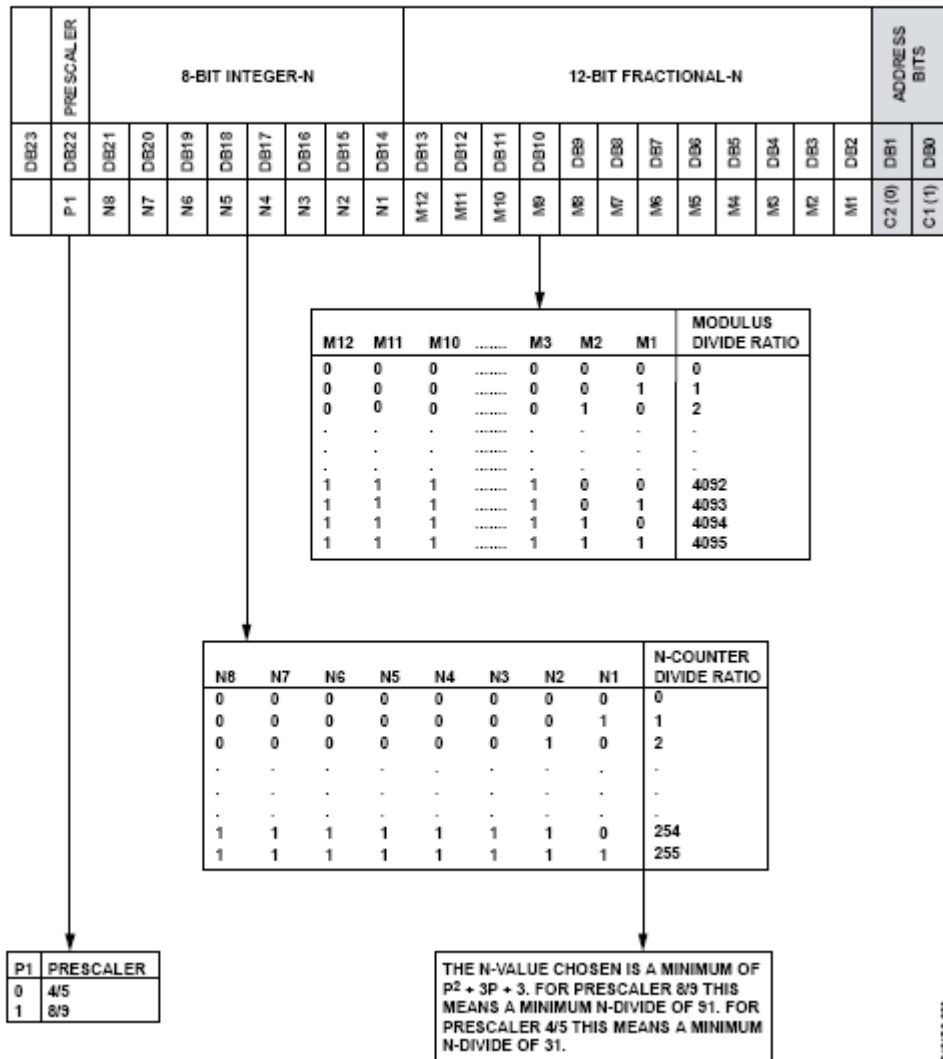 PRESCALER
8-BIT INTEGER-N
12-BIT FRACTIONAL-N
ADDRESS
BITS
DB23 DB22 DB21 DB20 DB19 DB18 DB17 DB16 DB15 DB14 DB13 DB12 DB11 DB10 DB9 DB8 DB7 DB6 DB5 DB4 DB3 DB2 DB1 DB0
P1 N8 N7 N6 N5 N4 N3 N2 N1 M12 M11 M10 M9 M8 M7 M6 M5 M4 M3 M2 M1 C2 (0) C1 (1)
MODULUS
M12 M11 M10 ........ M3 M2 M1 DIVIDE RATIO
0 0 0 ........ 0 0 0 0
0 0 0 ........ 0 0 1 1
0 0 0 ........ 0 1 0 2
. . . ........ . . . .
. . . ........ . . . .
. . . ........ . . . .
1 1 1 ........ 1 0 0 4092
1 1 1 ........ 1 0 1 4093
1 1 1 ........ 1 1 0 4094
1 1 1 ........ 1 1 1 4095
N-COUNTER
N8 N7 N6 N5 N4 N3 N2 N1 DIVIDE RATIO
0 0 0 0 0 0 0 0 0
0 0 0 0 0 0 0 1 1
0 0 0 0 0 0 1 0 2
. . . . . . . . .
. . . . . . . . .
. . . . . . . . .
1 1 1 1 1 1 1 0 254
1 1 1 1 1 1 1 1 255
P1 PRESCALER
0 4/5
1 8/9
THE N-VALUE CHOSEN IS A MINIMUM OF
P² + 3P + 3. FOR PRESCALER 8/9 THIS
MEANS A MINIMUM N-DIVIDE OF 91. FOR
PRESCALER 4/5 THIS MEANS A MINIMUM
N-DIVIDE OF 31.